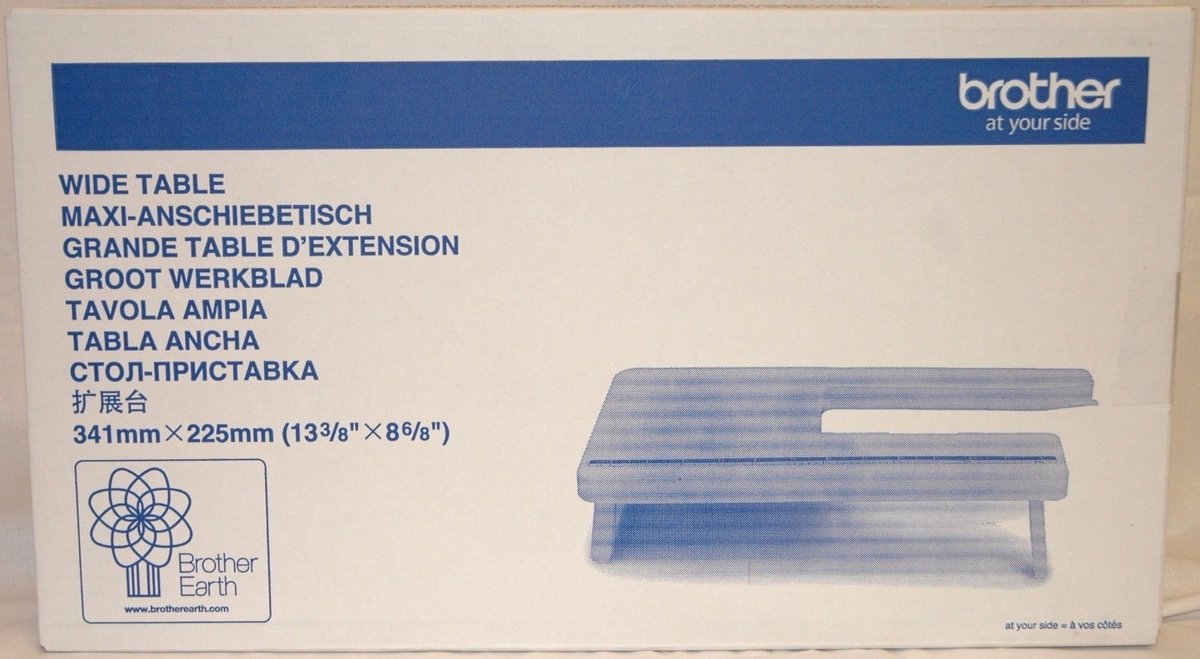 brother
at your side
WIDE TABLE
MAXI-ANSCHIEBETISCH
GRANDE TABLE D'EXTENSION
GROOT WERKBLAD
TAVOLA AMPIA
TABLA ANCHA
СТОЛ-ПРИСТАВКА
扩展台
341mm×225mm (13 3/8"×8 6/8")
Brother
Earth
www.brotherearth.com
at your side = à vos côtés